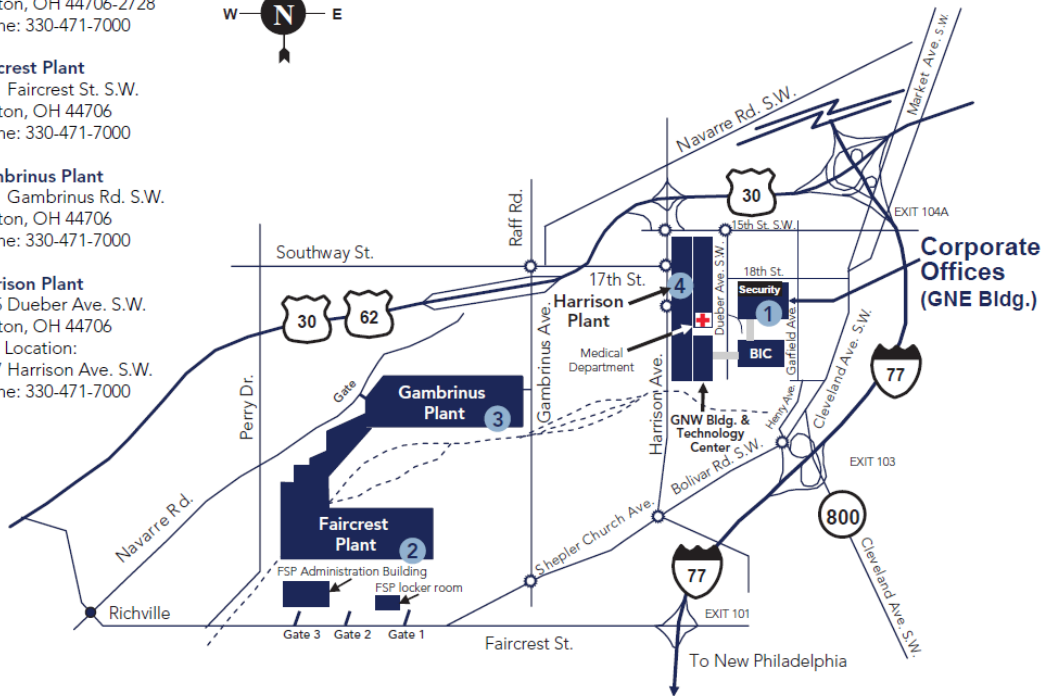 ton, OH 44706-2728
ne: 330-471-7000
crest Plant
Faircrest St. S.W.
ton, OH 44706
ne: 330-471-7000
mbrinus Plant
Gambrinus Rd. S.W.
ton, OH 44706
ne: 330-471-7000
rison Plant
5 Dueber Ave. S.W.
ton, OH 44706
Location:
Harrison Ave. S.W.
ne: 330-471-7000
W N E
Market Ave. S.W.
Navarre Rd. S.W.
30
EXIT 104A
Raff Rd.
15th St. S.W.
Southway St.
Corporate
Offices
(GNE Bldg.)
17th St.
18th St.
4
Harrison
Plant
Security
1
Dueber Ave. S.W.
Garfield Ave.
30
62
Medical
Department
BIC
77
Cleveland Ave. S.W.
Perry Dr.
Gate
Gambrinus
Plant
3
Gambrinus Ave.
Harrison Ave.
Henry Ave.
GNW Bldg. &
Technology
Center
Bolivar Rd. S.W.
EXIT 103
Navarre Rd.
Faircrest
Plant
2
Shepler Church Ave.
800
Cleveland Ave. S.W.
FSP Administration Building
FSP locker room
77
Richville
Gate 3
Gate 2
Gate 1
EXIT 101
Faircrest St.
To New Philadelphia